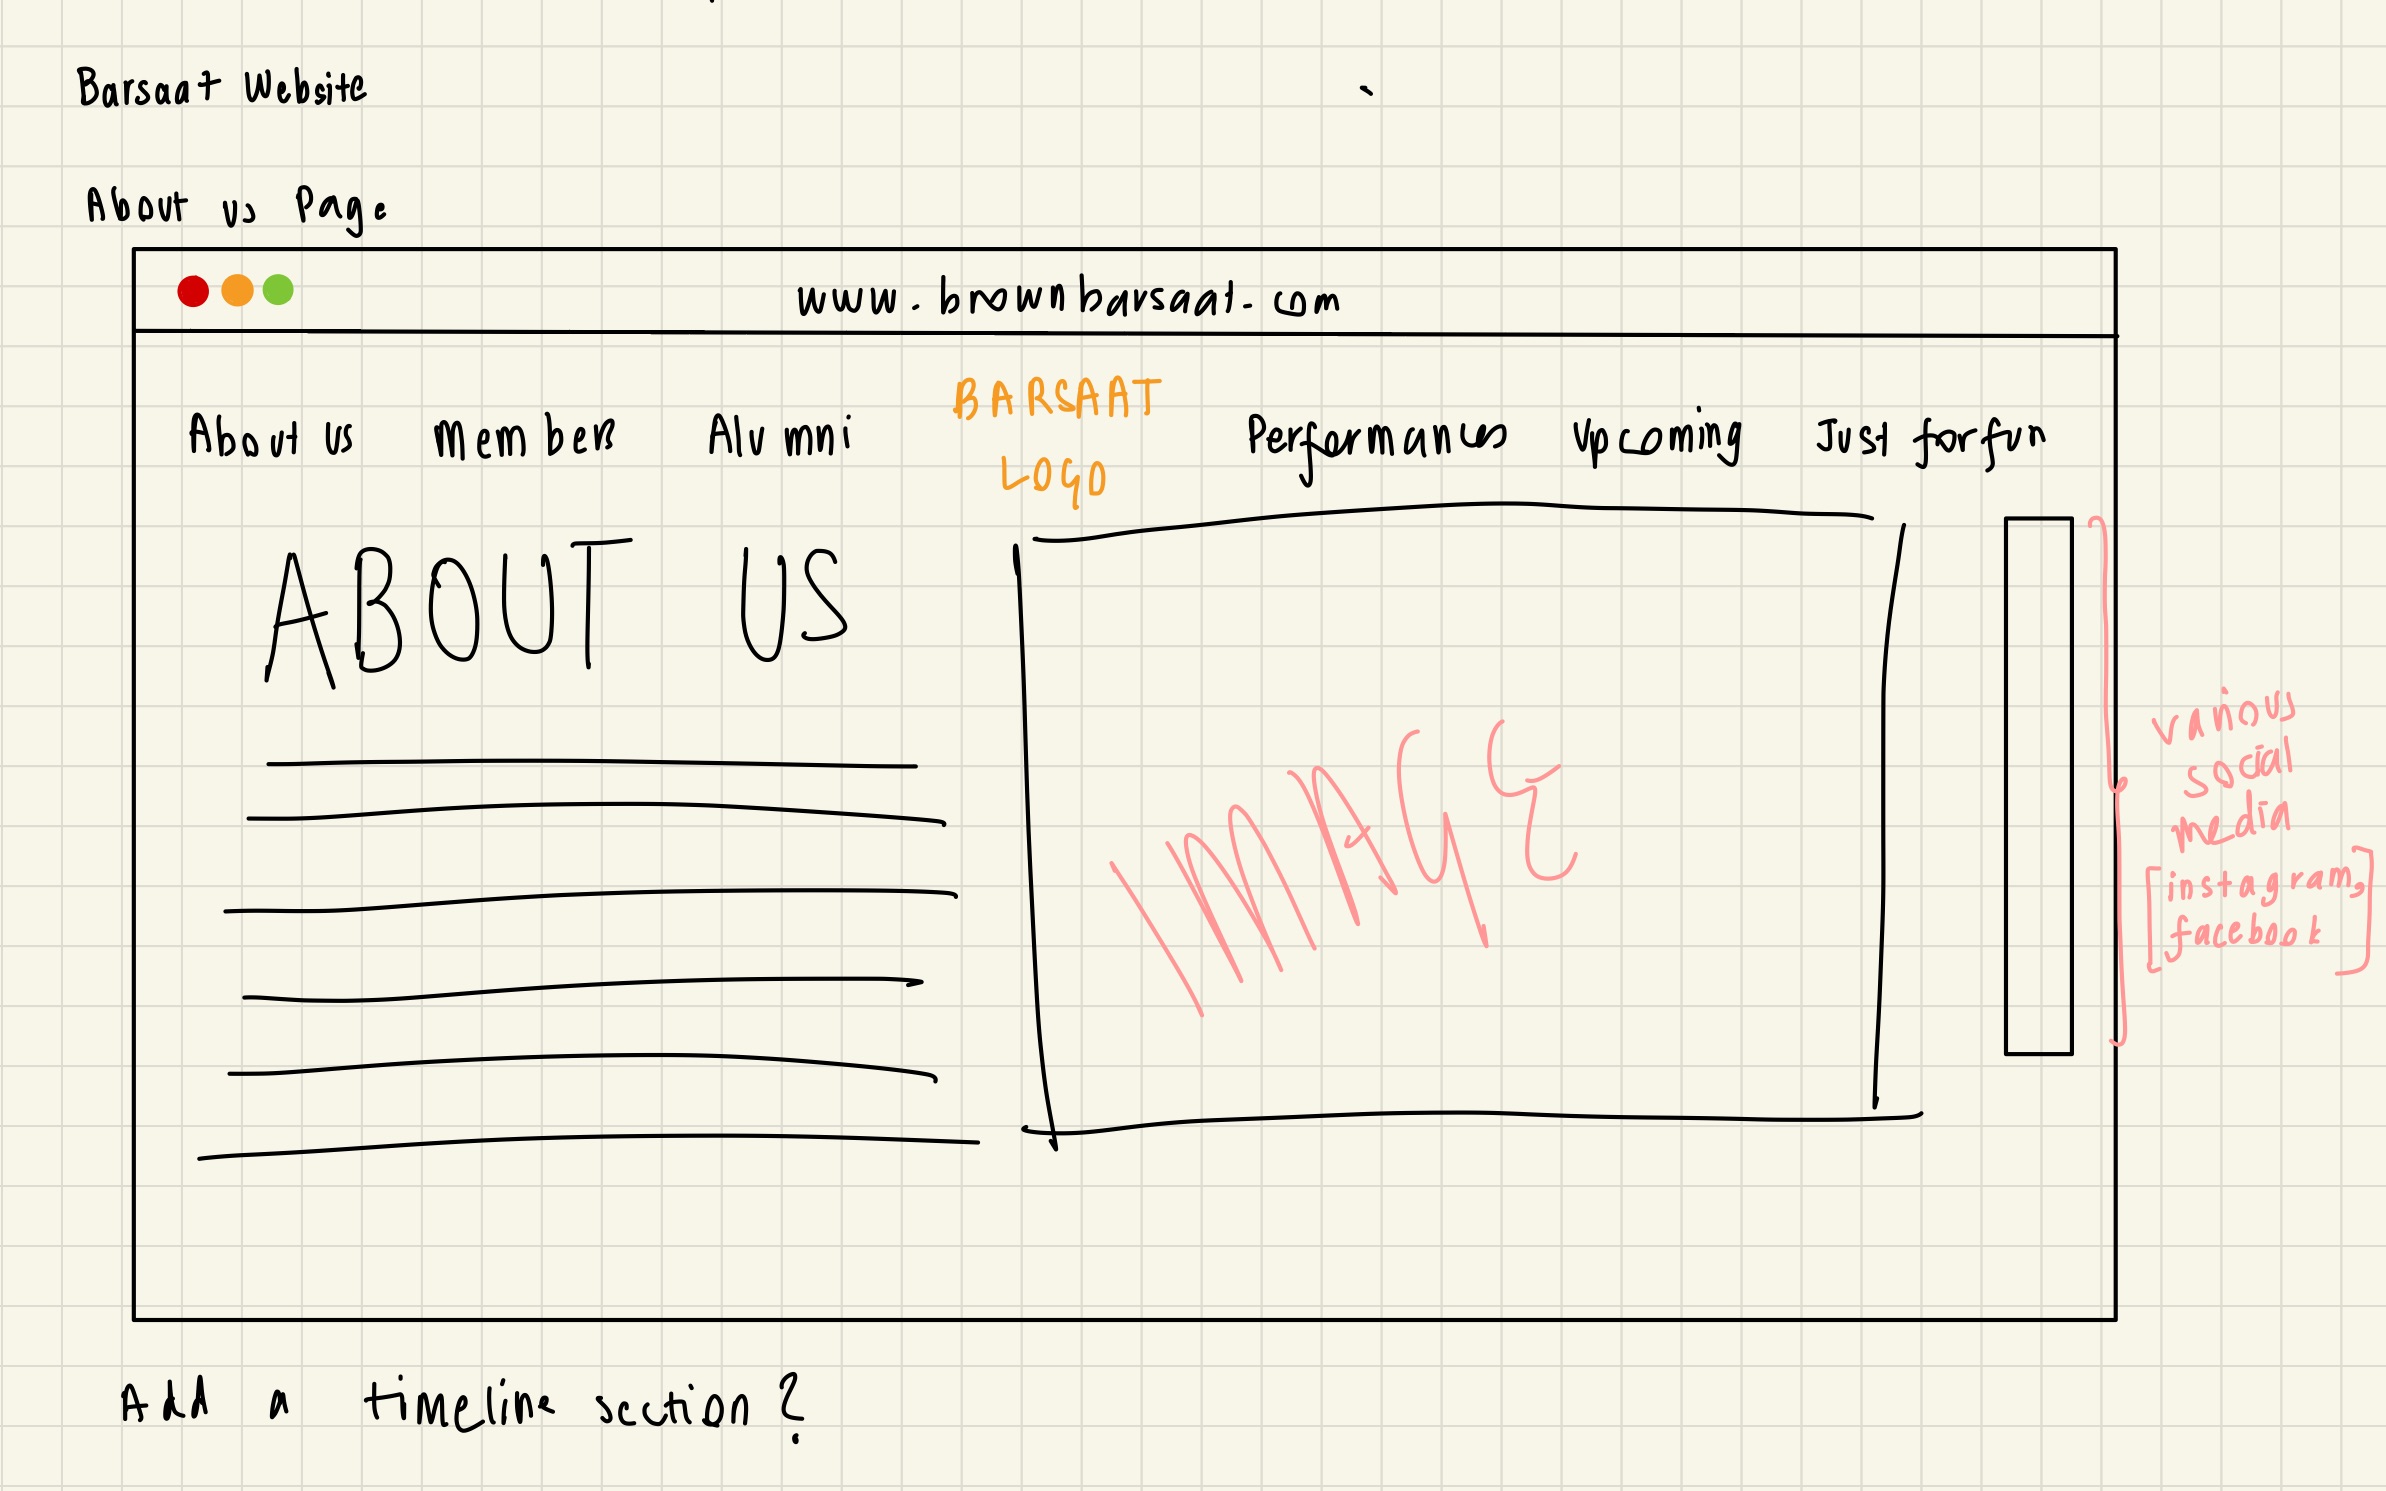 Barsaat Website
About us Page
www.brownbarsaat.com
About us Members Alumni BARSAAT LOGO Performances Upcoming Just for fun
ABOUT US
IMAGE
various
social
media
[instagram,
facebook]
Add a timeline section?